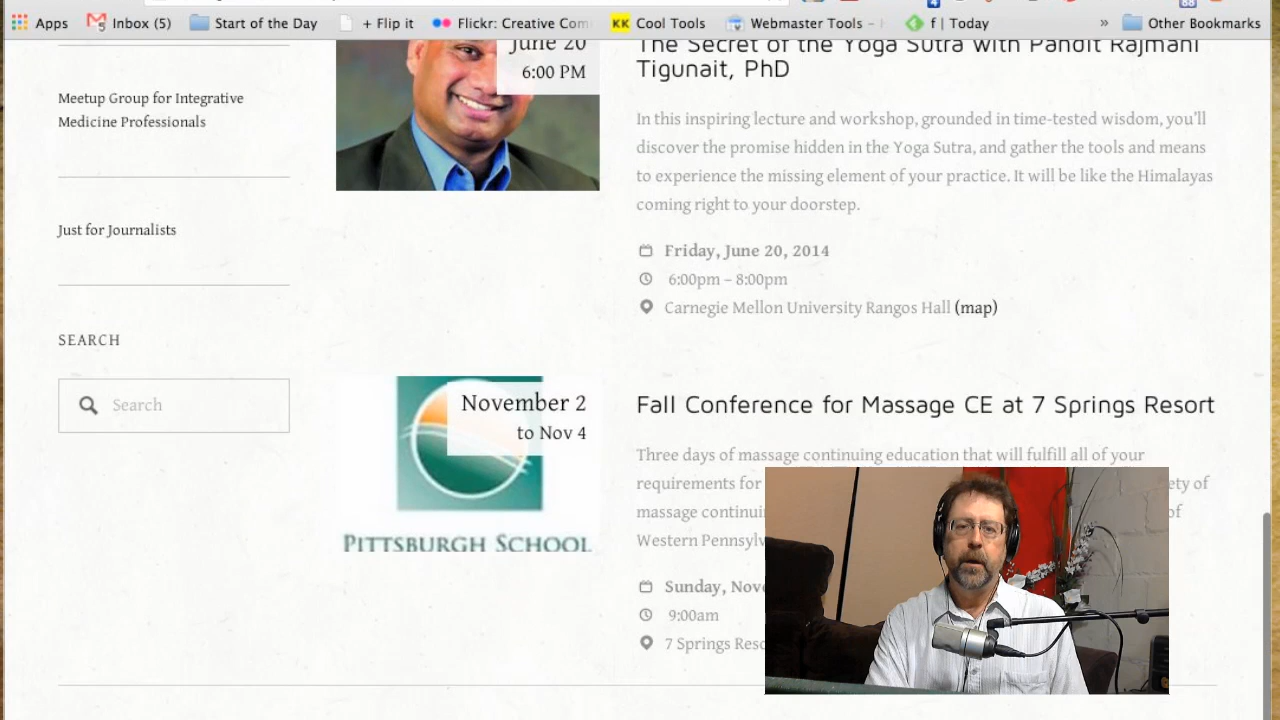 Apps Inbox (5) Start of the Day + Flip it Flickr: Creative Com KK Cool Tools Webmaster Tools - f | Today » Other Bookmarks
Meetup Group for Integrative
Medicine Professionals
Just for Journalists
SEARCH
Search
June 20
6:00 PM
The Secret of the Yoga Sutra with Pandit Rajmani
Tigunait, PhD
In this inspiring lecture and workshop, grounded in time-tested wisdom, you'll
discover the promise hidden in the Yoga Sutra, and gather the tools and means
to experience the missing element of your practice. It will be like the Himalayas
coming right to your doorstep.
Friday, June 20, 2014
6:00pm – 8:00pm
Carnegie Mellon University Rangos Hall (map)
November 2
to Nov 4
PITTSBURGH SCHOOL
Fall Conference for Massage CE at 7 Springs Resort
Three days of massage continuing education that will fulfill all of your
requirements for ety of
massage continui of
Western Pennsylv
Sunday, Nove
9:00am
7 Springs Reso